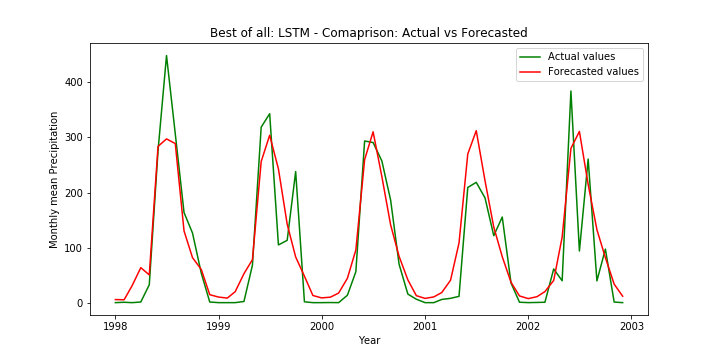 Best of all: LSTM - Comaprison: Actual vs Forecasted
Actual values
Forecasted values
Monthly mean Precipitation
400
300
200
100
0
1998 1999 2000 2001 2002 2003
Year